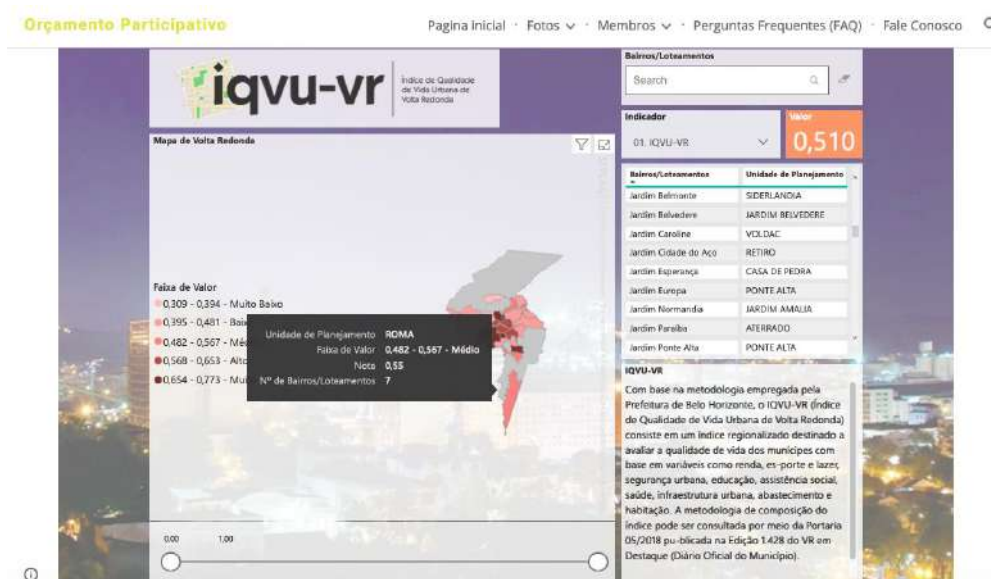 Orçamento Participativo
Pagina inicial · Fotos · Membros · Perguntas Frequentes (FAQ) · Fale Conosco
iqvu-vr
Índice de Qualidade
de Vida Urbana de
Volta Redonda
Bairros/Loteamentos
Search
Indicador
01. IQVU-VR
Valor
0,510
Mapa de Volta Redonda
Bairros/Loteamentos Unidade de Planejamento
Jardim Belmonte SIDERLANDIA
Jardim Belvedere JARDIM BELVEDERE
Jardim Caroline VOLDAC
Jardim Cidade do Aço RETIRO
Jardim Esperança CASA DE PEDRA
Jardim Europa PONTE ALTA
Jardim Normandia JARDIM AMALIA
Jardim Paraíba ATERRADO
Jardim Ponte Alta PONTE ALTA
Faixa de Valor
0,309 - 0,394 - Muito Baixo
0,395 - 0,481 - Baix
0,482 - 0,567 - Mé
0,568 - 0,653 - Alto
0,654 - 0,773 - Mui
Unidade de Planejamento ROMA
Faixa de Valor 0,482 - 0,567 - Médio
Nota 0,55
Nº de Bairros/Loteamentos 7
0,00 1,00
IQVU-VR
Com base na metodologia empregada pela
Prefeitura de Belo Horizonte, o IQVU-VR (Índice
de Qualidade de Vida Urbana de Volta Redonda)
consiste em um índice regionalizado destinado a
avaliar a qualidade de vida dos munícipes com
base em variáveis como renda, es-porte e lazer,
segurança urbana, educação, assistência social,
saúde, infraestrutura urbana, abastecimento e
habitação. A metodologia de composição do
índice pode ser consultada por meio da Portaria
05/2018 pu-blicada na Edição 1.428 do VR em
Destaque (Diário Oficial do Município).